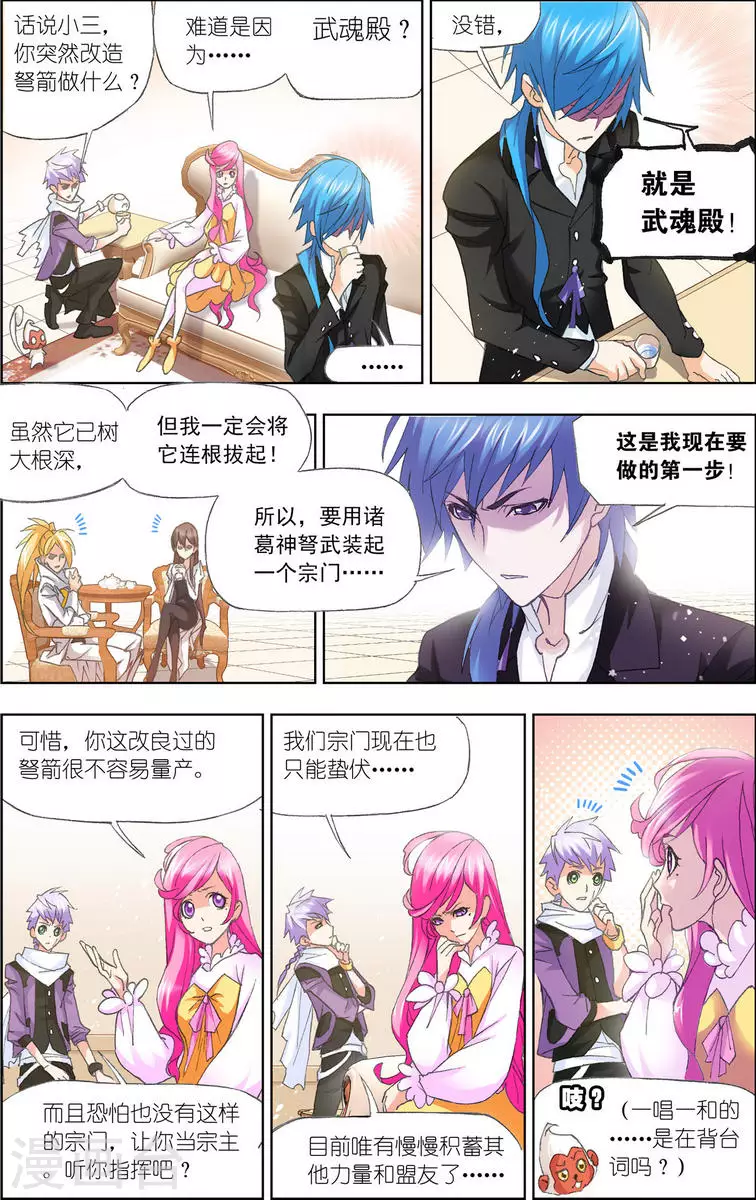 话说小三，
你突然改造
弩箭做什么？
难道是因
为……
武魂殿？
……
没错，
就是
武魂殿！
虽然它已树
大根深，
但我一定会将
它连根拔起！
所以，要用诸
葛神弩武装起
一个宗门……
这是我现在要
做的第一步！
可惜，你这改良过的
弩箭很不容易量产。
而且恐怕也没有这样
的宗门，让你当宗主
。听你指挥吧？
我们宗门现在也
只能蛰伏……
目前唯有慢慢积蓄其
他力量和盟友了……
吱？
（一唱一和的
……是在背台
词吗？）
漫画台